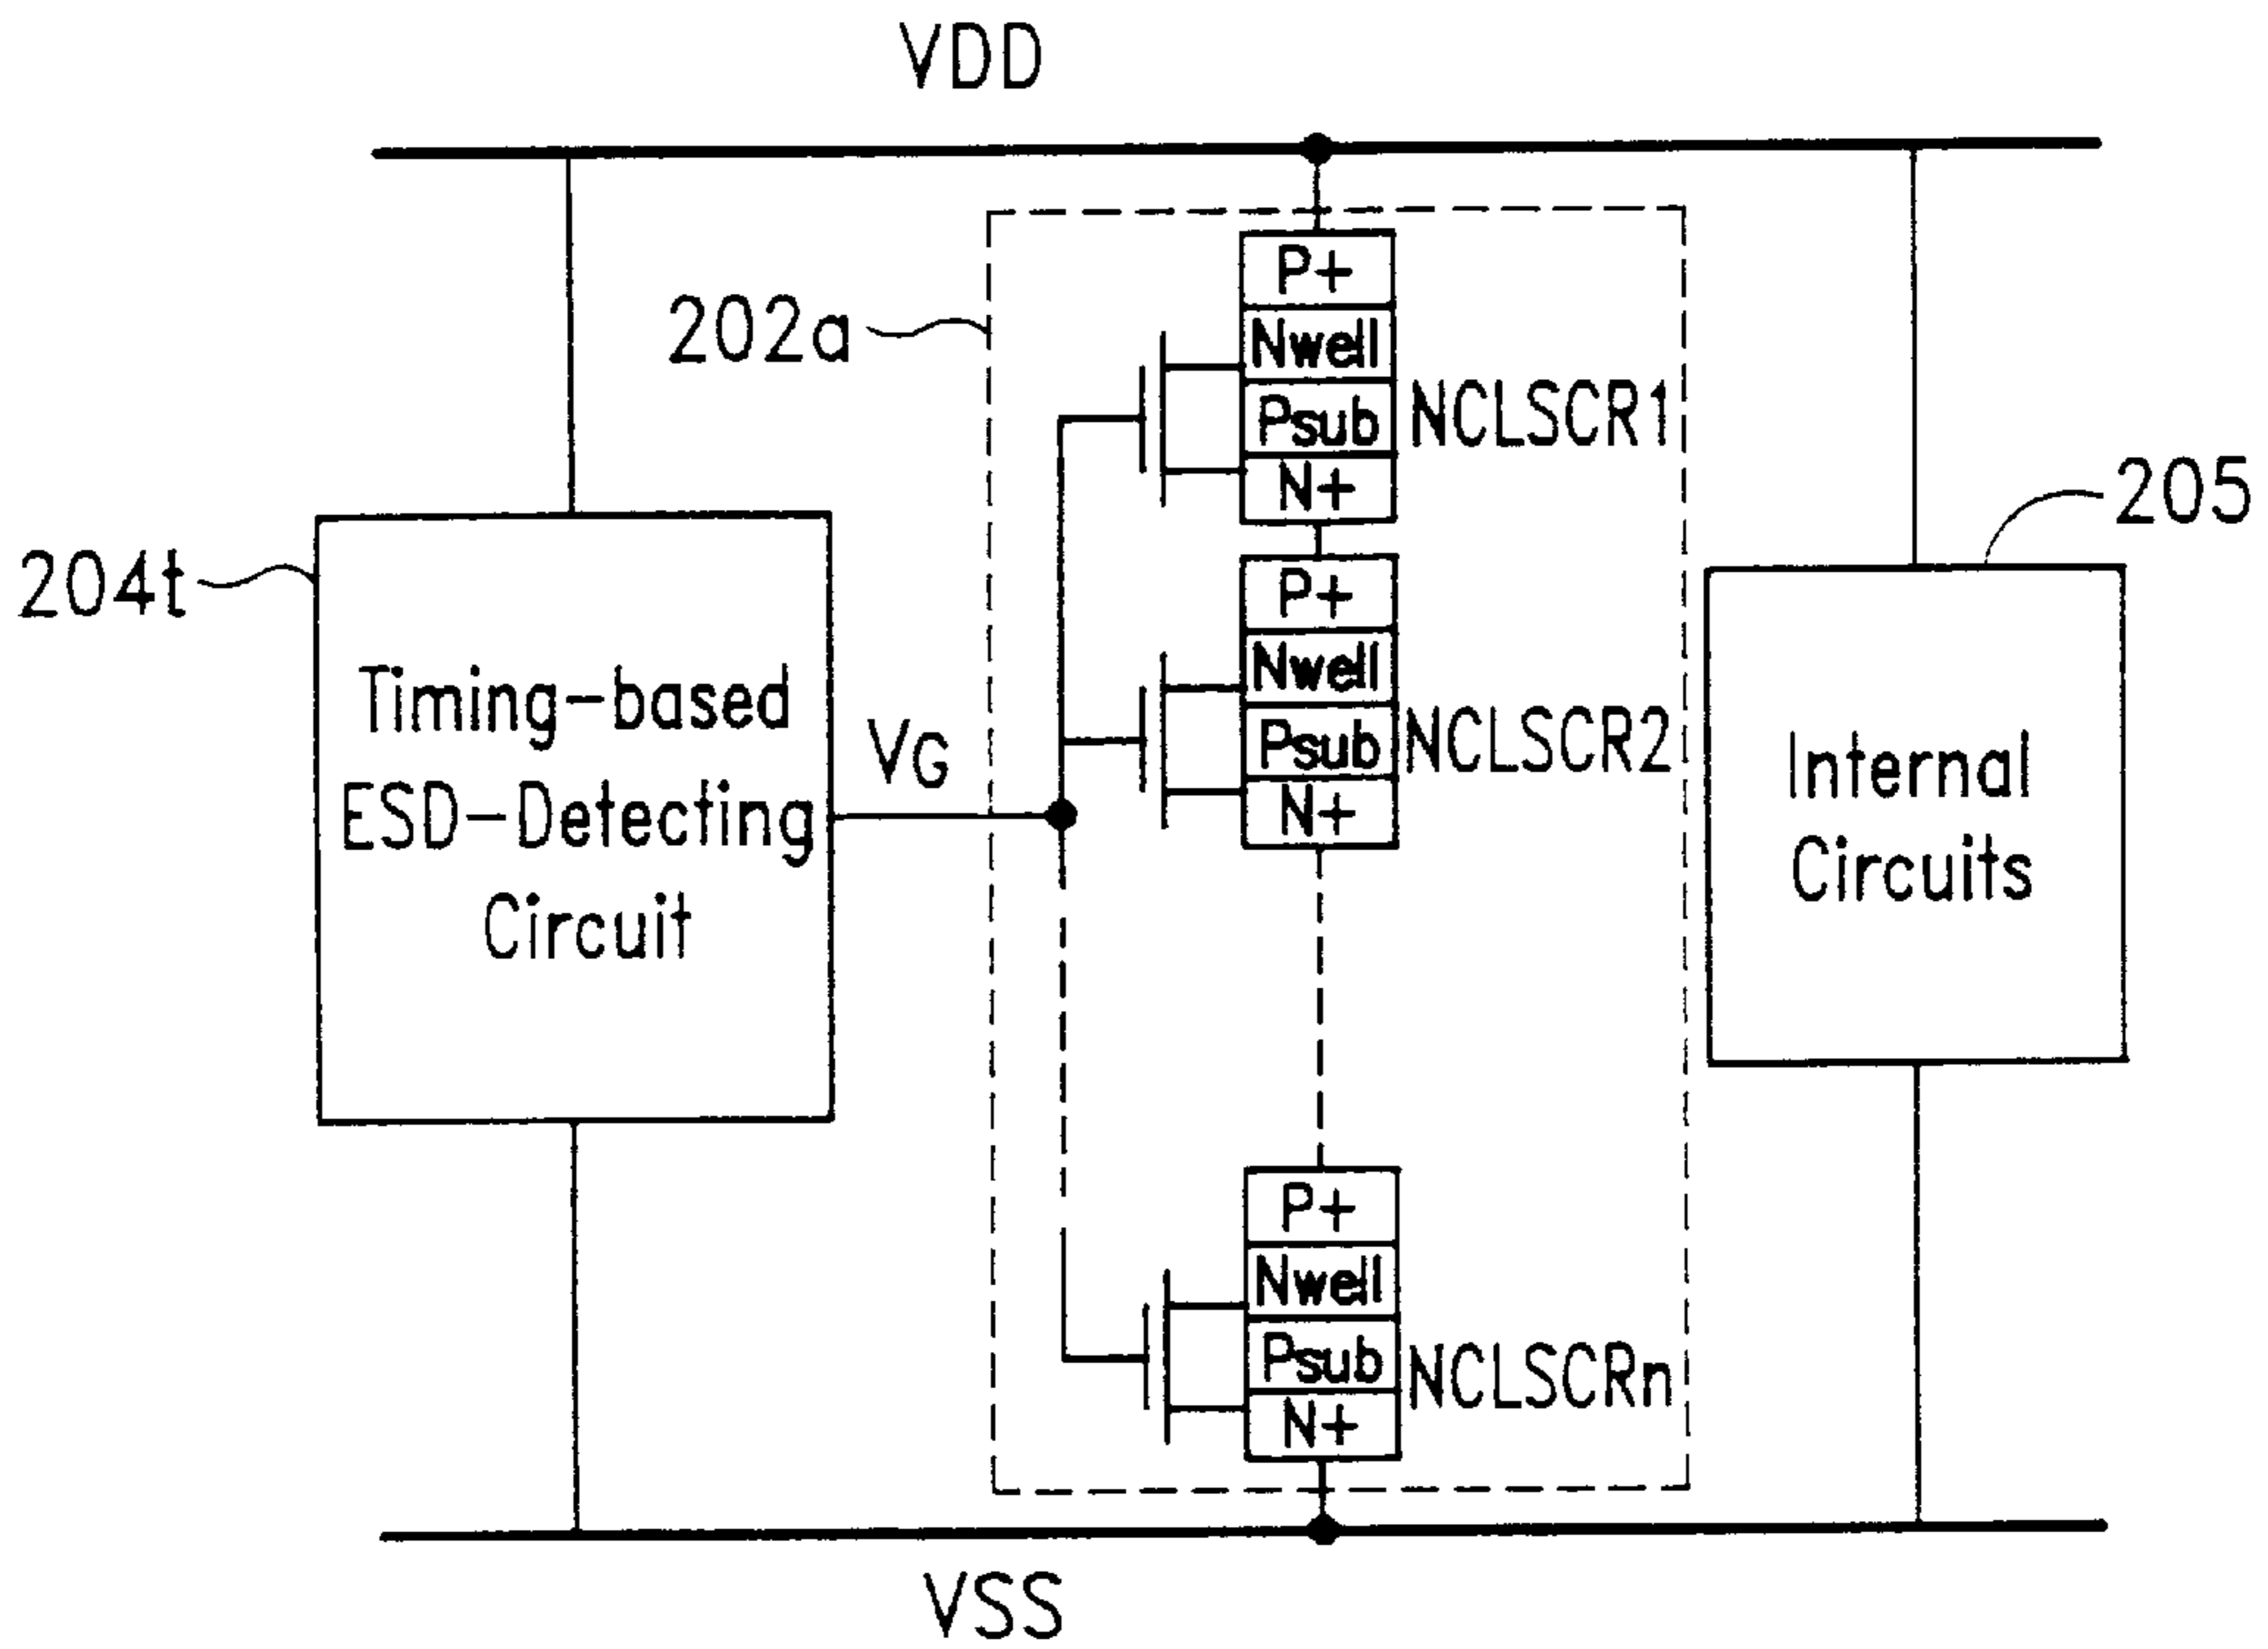 VDD
202a
P+
Nwell
Psub
N+
NCLSCR1
205
204t
P+
Nwell
Psub
N+
NCLSCR2
Timing-based
ESD-Detecting
Circuit
VG
Internal
Circuits
P+
Nwell
Psub
N+
NCLSCRn
VSS